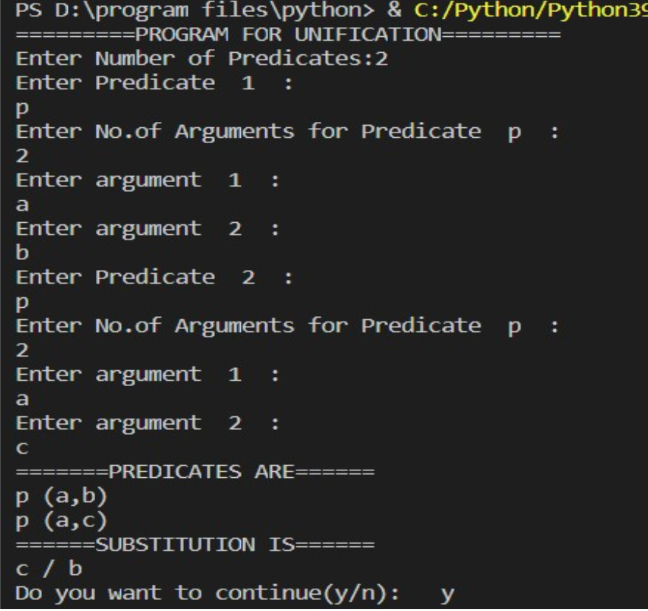 PS D:\program files\python> & C:/Python/Python39
=========PROGRAM FOR UNIFICATION=========
Enter Number of Predicates:2
Enter Predicate  1  :
p
Enter No.of Arguments for Predicate  p  :
2
Enter argument  1  :
a
Enter argument  2  :
b
Enter Predicate  2  :
p
Enter No.of Arguments for Predicate  p  :
2
Enter argument  1  :
a
Enter argument  2  :
c
=======PREDICATES ARE======
p (a,b)
p (a,c)
======SUBSTITUTION IS======
c / b
Do you want to continue(y/n):   y